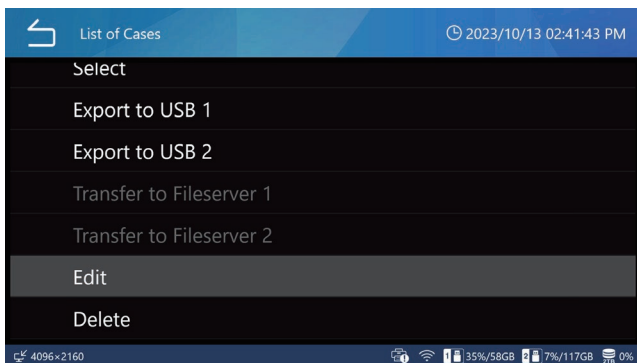 List of Cases 2023/10/13 02:41:43 PM
Select
Export to USB 1
Export to USB 2
Transfer to Fileserver 1
Transfer to Fileserver 2
Edit
Delete
4096×2160 1 35%/58GB 2 7%/117GB 2TB 0%